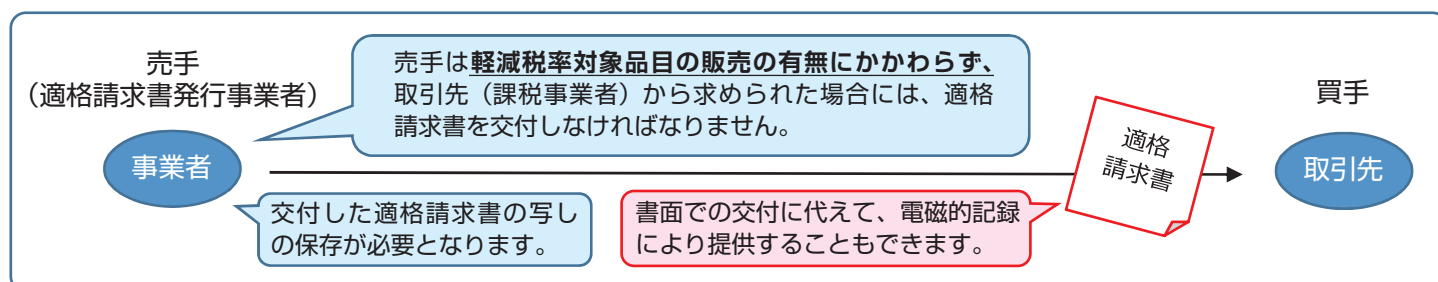 売手
（適格請求書発行事業者）
事業者
売手は軽減税率対象品目の販売の有無にかかわらず、
取引先（課税事業者）から求められた場合には、適格
請求書を交付しなければなりません。
交付した適格請求書の写し
の保存が必要となります。
書面での交付に代えて、電磁的記録
により提供することもできます。
適格
請求書
買手
取引先